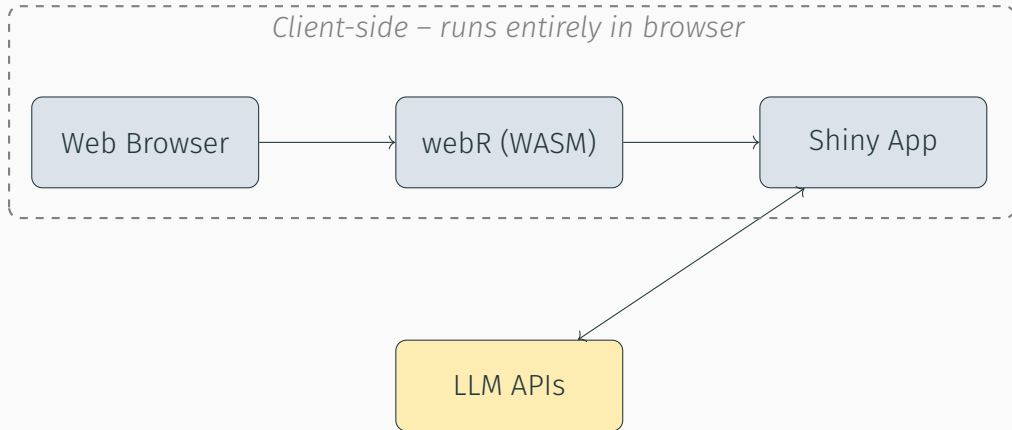 Client-side – runs entirely in browser
Web Browser
webR (WASM)
Shiny App
LLM APIs